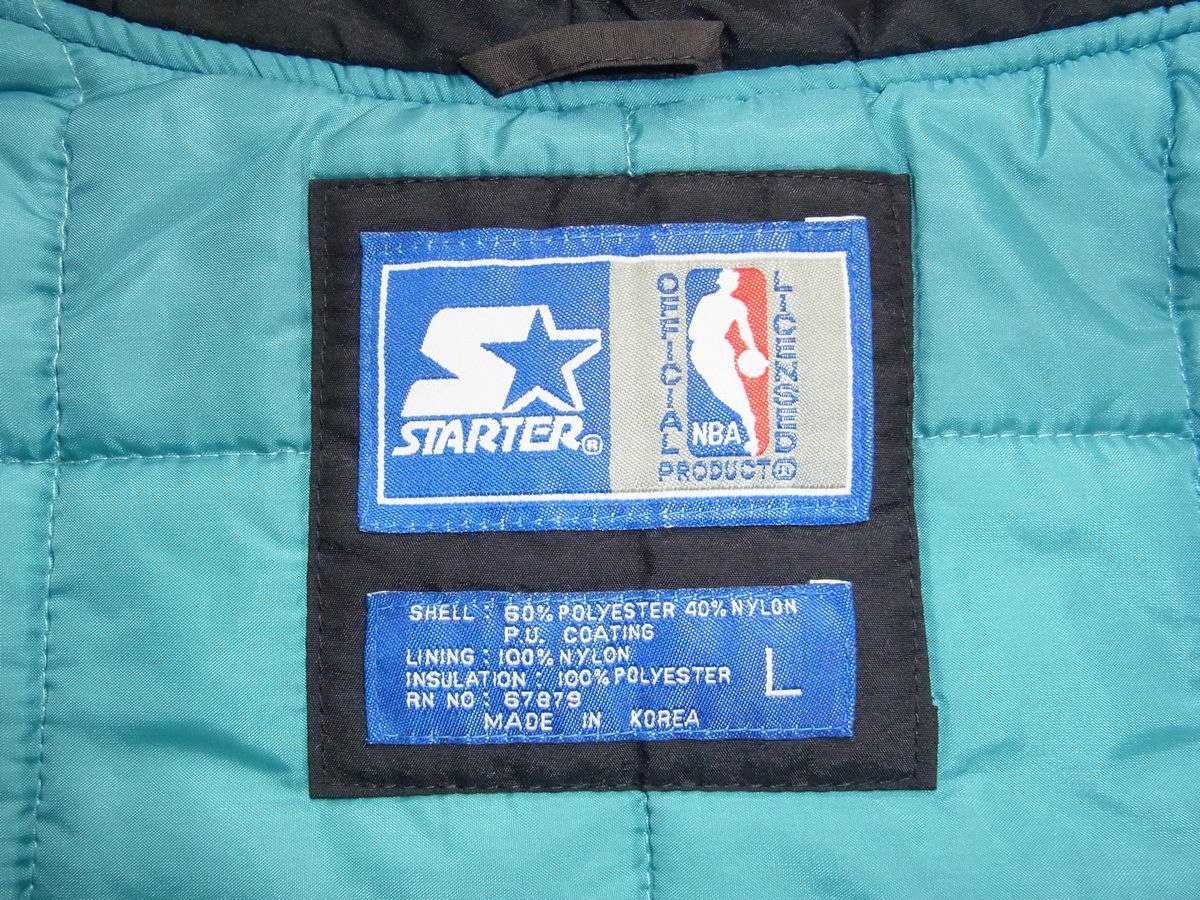 STARTER®
OFFICIAL
LICENSED
NBA
PRODUCT®
SHELL : 60% POLYESTER 40% NYLON
P.U. COATING
LINING : 100% NYLON
INSULATION : 100% POLYESTER
RN NO : 67879
MADE IN KOREA
L